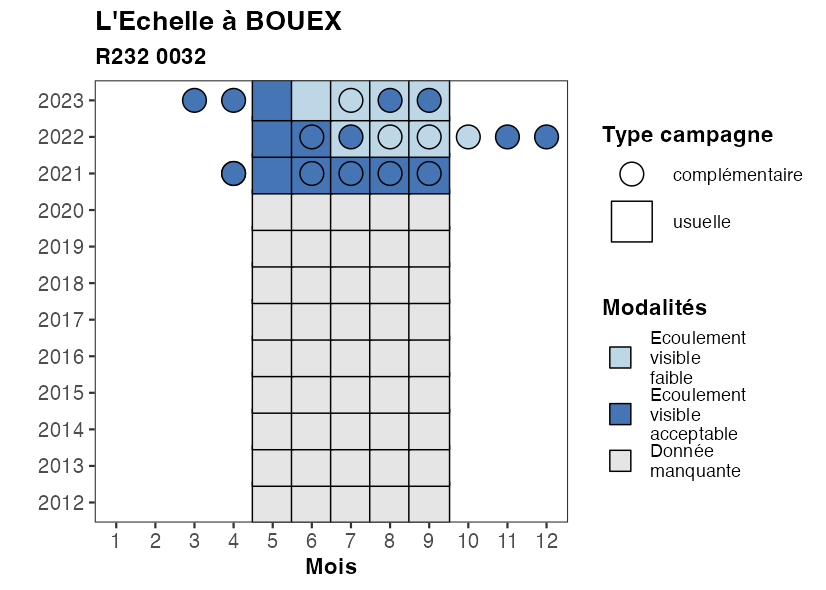 L'Echelle à BOUEX
R232 0032
2023
2022
2021
2020
2019
2018
2017
2016
2015
2014
2013
2012
1 2 3 4 5 6 7 8 9 10 11 12
Mois
Type campagne
complémentaire
usuelle
Modalités
Ecoulement
visible
faible
Ecoulement
visible
acceptable
Donnée
manquante